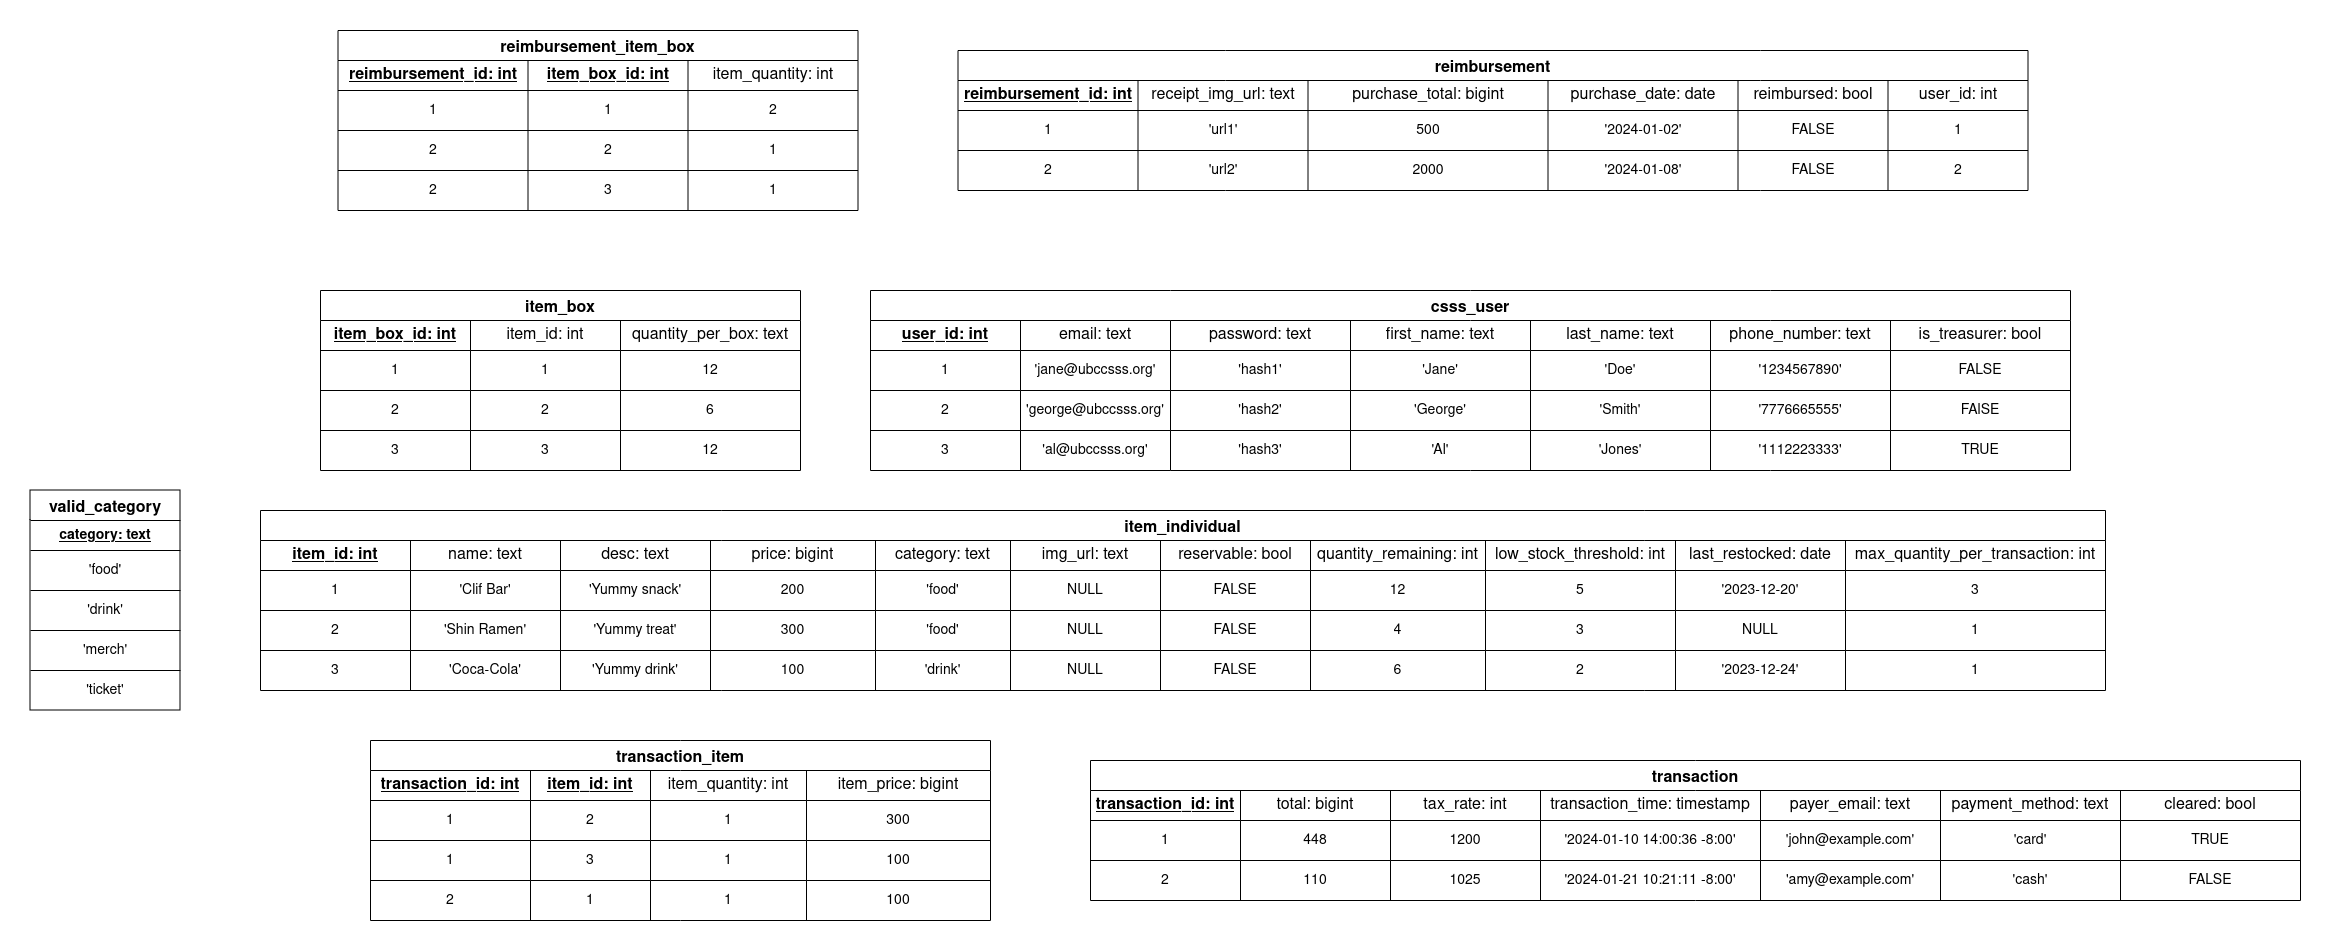 reimbursement_item_box
reimbursement_id: int item_box_id: int item_quantity: int
1 1 2
2 2 1
2 3 1
reimbursement
reimbursement_id: int receipt_img_url: text purchase_total: bigint purchase_date: date reimbursed: bool user_id: int
1 'url1' 500 '2024-01-02' FALSE 1
2 'url2' 2000 '2024-01-08' FALSE 2
item_box
item_box_id: int item_id: int quantity_per_box: text
1 1 12
2 2 6
3 3 12
csss_user
user_id: int email: text password: text first_name: text last_name: text phone_number: text is_treasurer: bool
1 'jane@ubccsss.org' 'hash1' 'Jane' 'Doe' '1234567890' FALSE
2 'george@ubccsss.org' 'hash2' 'George' 'Smith' '7776665555' FAlSE
3 'al@ubccsss.org' 'hash3' 'Al' 'Jones' '1112223333' TRUE
valid_category
category: text
'food'
'drink'
'merch'
'ticket'
item_individual
item_id: int name: text desc: text price: bigint category: text img_url: text reservable: bool quantity_remaining: int low_stock_threshold: int last_restocked: date max_quantity_per_transaction: int
1 'Clif Bar' 'Yummy snack' 200 'food' NULL FALSE 12 5 '2023-12-20' 3
2 'Shin Ramen' 'Yummy treat' 300 'food' NULL FALSE 4 3 NULL 1
3 'Coca-Cola' 'Yummy drink' 100 'drink' NULL FALSE 6 2 '2023-12-24' 1
transaction_item
transaction_id: int item_id: int item_quantity: int item_price: bigint
1 2 1 300
1 3 1 100
2 1 1 100
transaction
transaction_id: int total: bigint tax_rate: int transaction_time: timestamp payer_email: text payment_method: text cleared: bool
1 448 1200 '2024-01-10 14:00:36 -8:00' 'john@example.com' 'card' TRUE
2 110 1025 '2024-01-21 10:21:11 -8:00' 'amy@example.com' 'cash' FALSE